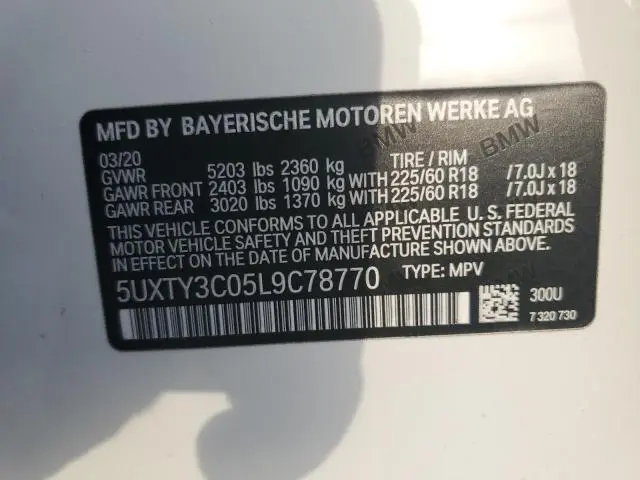 MFD BY BAYERISCHE MOTOREN WERKE AG
03/20 TIRE / RIM
GVWR 5203 lbs 2360 kg
GAWR FRONT 2403 lbs 1090 kg WITH 225/60 R18 /7.0J x 18
GAWR REAR 3020 lbs 1370 kg WITH 225/60 R18 /7.0J x 18
THIS VEHICLE CONFORMS TO ALL APPLICABLE U. S. FEDERAL
MOTOR VEHICLE SAFETY AND THEFT PREVENTION STANDARDS
IN EFFECT ON THE DATE OF MANUFACTURE SHOWN ABOVE.
5UXTY3C05L9C78770 TYPE: MPV
300U
7 320 730
BMW
BMW